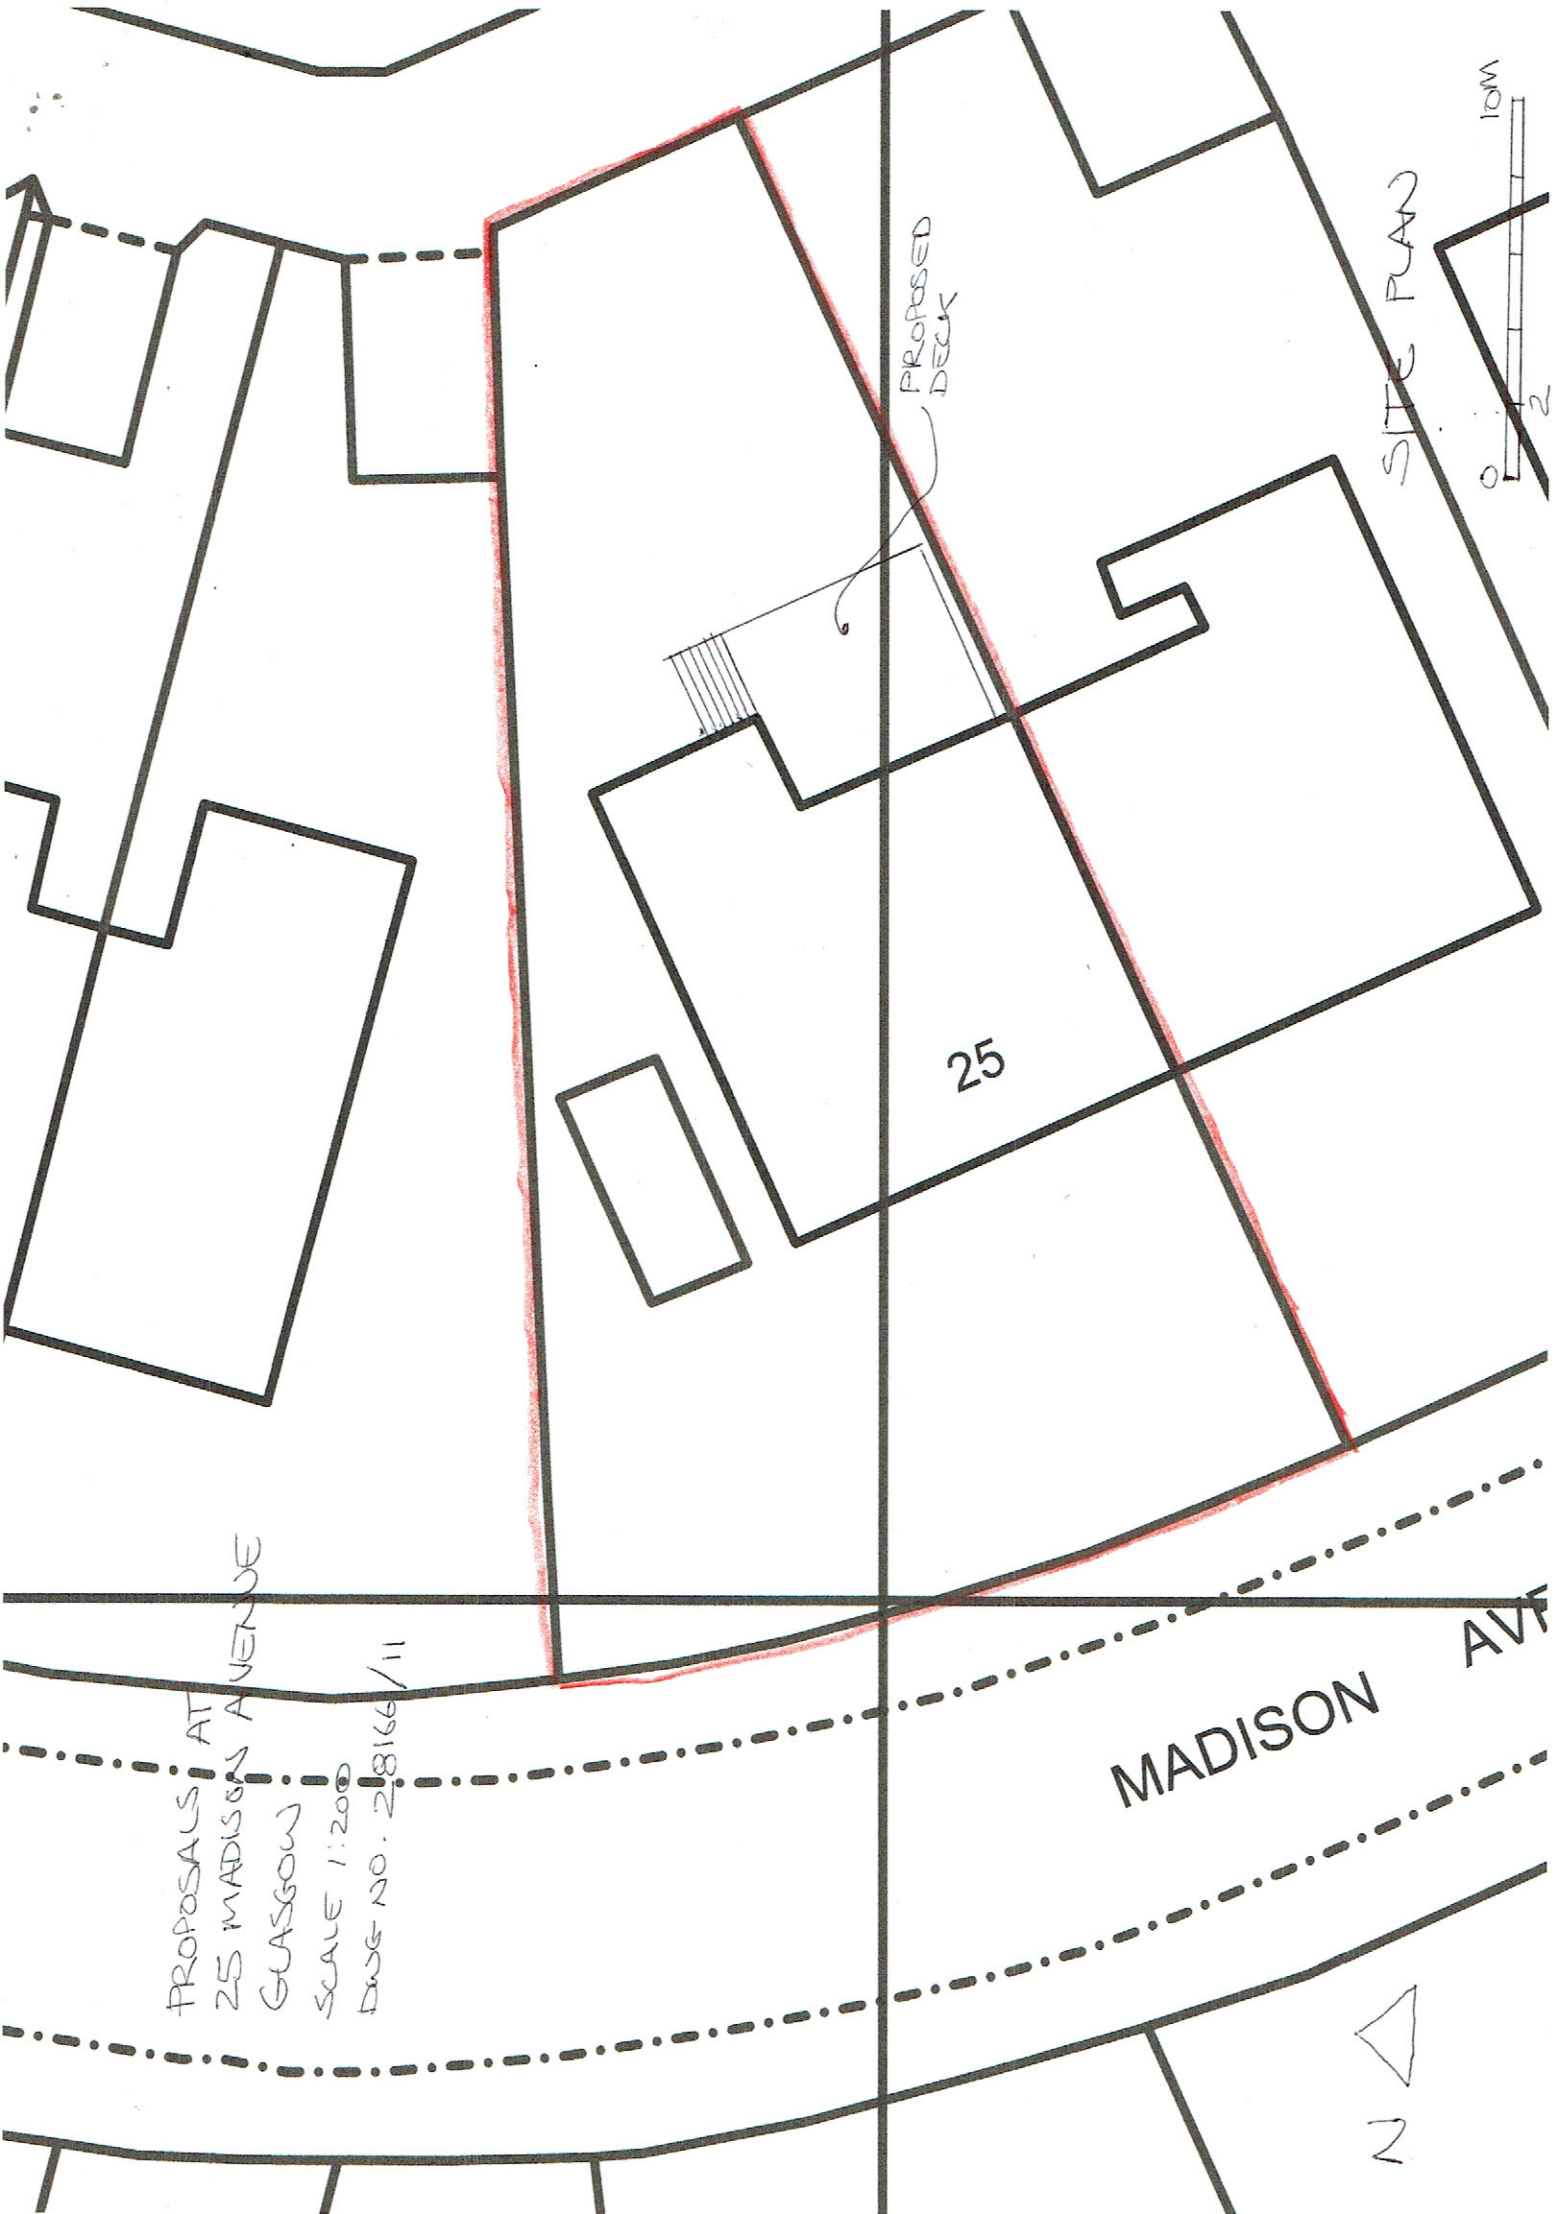 PROPOSALS AT
25 MADISON AVENUE
GLASGOW
SCALE 1:200
DWG NO. 28166/11
PROPOSED
DECK
SITE PLAN
0 2 10M
25
MADISON AVE
N